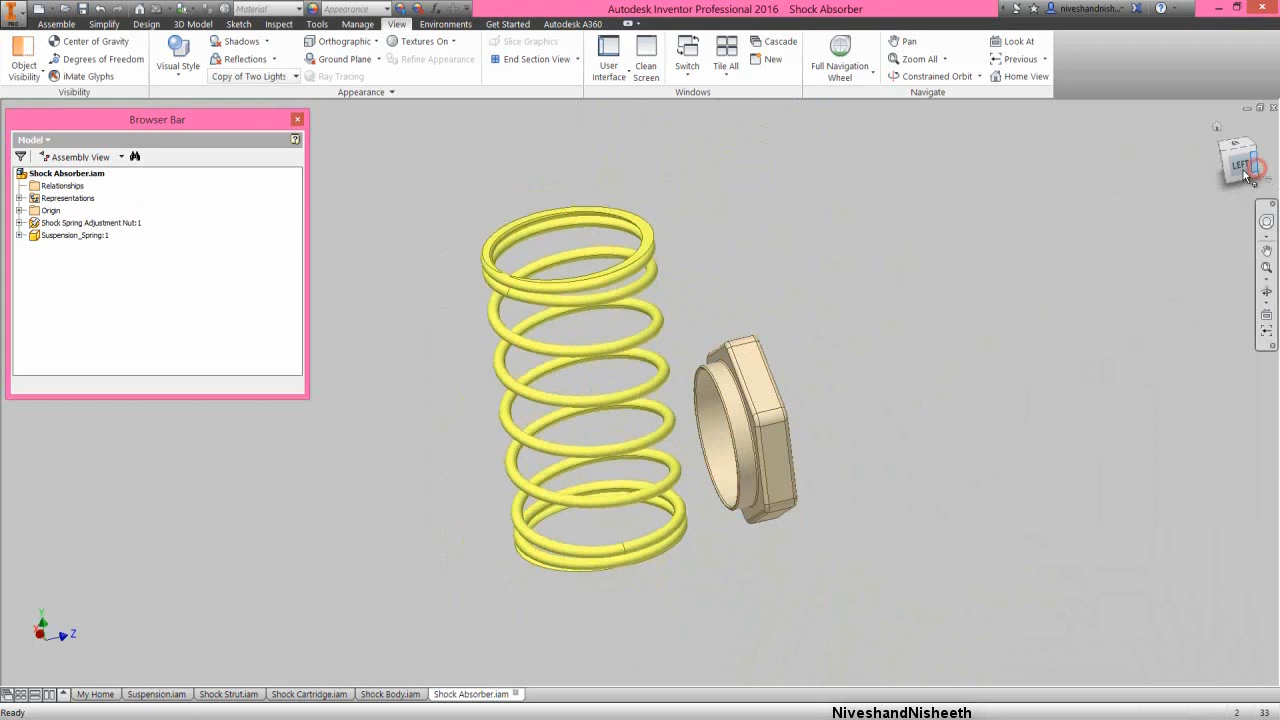 PRO
Material
Appearance
Autodesk Inventor Professional 2016 Shock Absorber
niveshandnish...
Assemble Simplify Design 3D Model Sketch Inspect Tools Manage View Environments Get Started Autodesk A360
Object Visibility
Center of Gravity
Degrees of Freedom
iMate Glyphs
Visibility
Visual Style
Shadows
Reflections
Copy of Two Lights
Orthographic
Ground Plane
Ray Tracing
Textures On
Refine Appearance
Appearance
Slice Graphics
End Section View
User Interface
Clean Screen
Switch
Tile All
Cascade
New
Windows
Full Navigation Wheel
Pan
Zoom All
Constrained Orbit
Look At
Previous
Home View
Navigate
Browser Bar
Model
Assembly View
Shock Absorber.iam
Relationships
Representations
Origin
Shock Spring Adjustment Nut:1
Suspension_Spring:1
LEFT
Y
Z
My Home Suspension.iam Shock Strut.iam Shock Cartridge.iam Shock Body.iam Shock Absorber.iam
Ready
NiveshandNisheeth
2 33